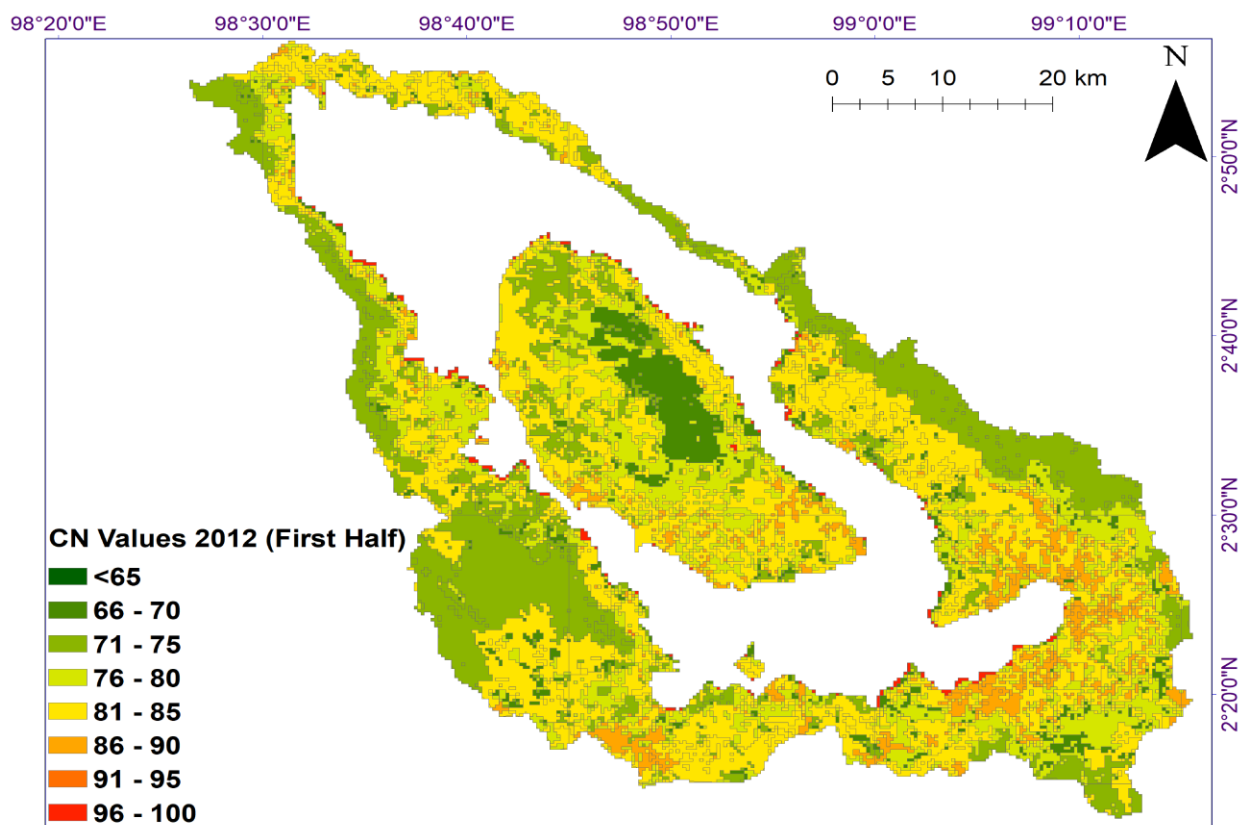 98°20'0"E 98°30'0"E 98°40'0"E 98°50'0"E 99°00'0"E 99°10'0"E
N
0 5 10 20 km
2°50'0"N
2°40'0"N
2°30'0"N
2°20'0"N
CN Values 2012 (First Half)
<65
66 - 70
71 - 75
76 - 80
81 - 85
86 - 90
91 - 95
96 - 100